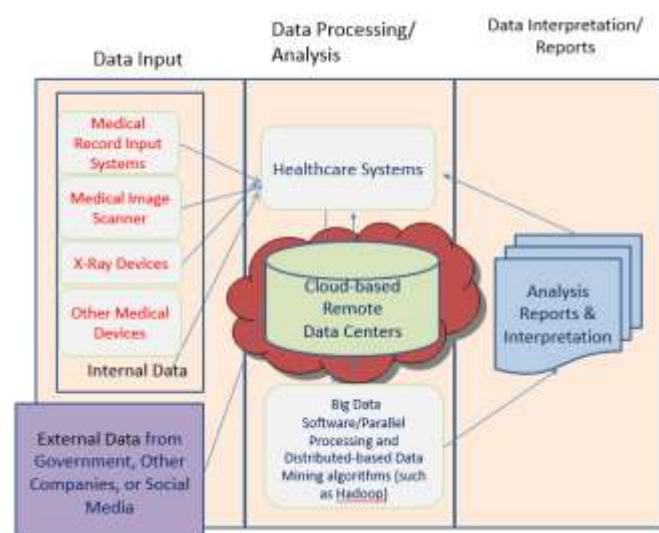 Data Input
Data Processing/
Analysis
Data Interpretation/
Reports
Medical
Record Input
Systems
Medical Image
Scanner
X-Ray Devices
Other Medical
Devices
Internal Data
External Data from
Government, Other
Companies, or Social
Media
Healthcare Systems
Cloud-based
Remote
Data Centers
Big Data
Software/Parallel
Processing and
Distributed-based Data
Mining algorithms (such
as Hadoop)
Analysis
Reports &
Interpretation